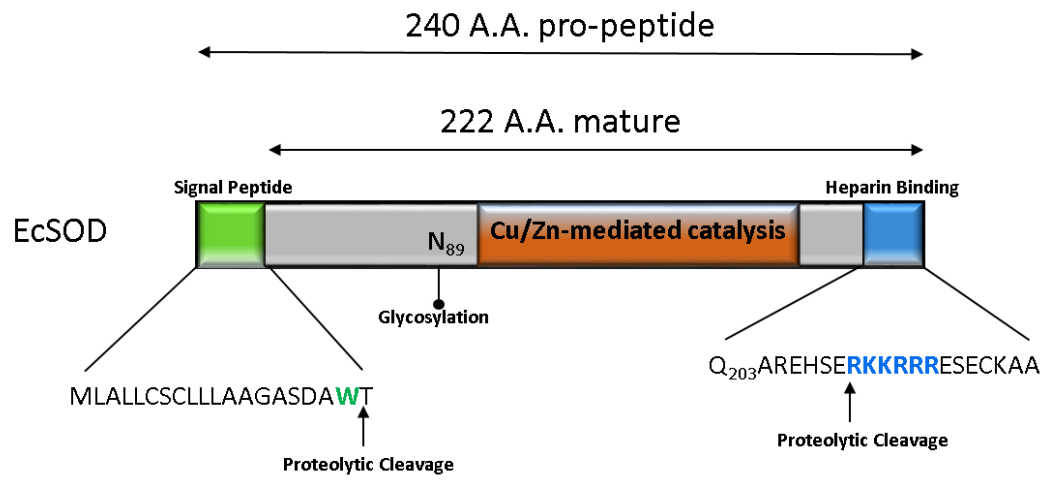 240 A.A. pro-peptide
222 A.A. mature
Signal Peptide
Heparin Binding
EcSOD
N89
Cu/Zn-mediated catalysis
Glycosylation
Q203AREHSERKKRRRESECKAA
MLALLCSCLLLAAGASDAWT
Proteolytic Cleavage
Proteolytic Cleavage